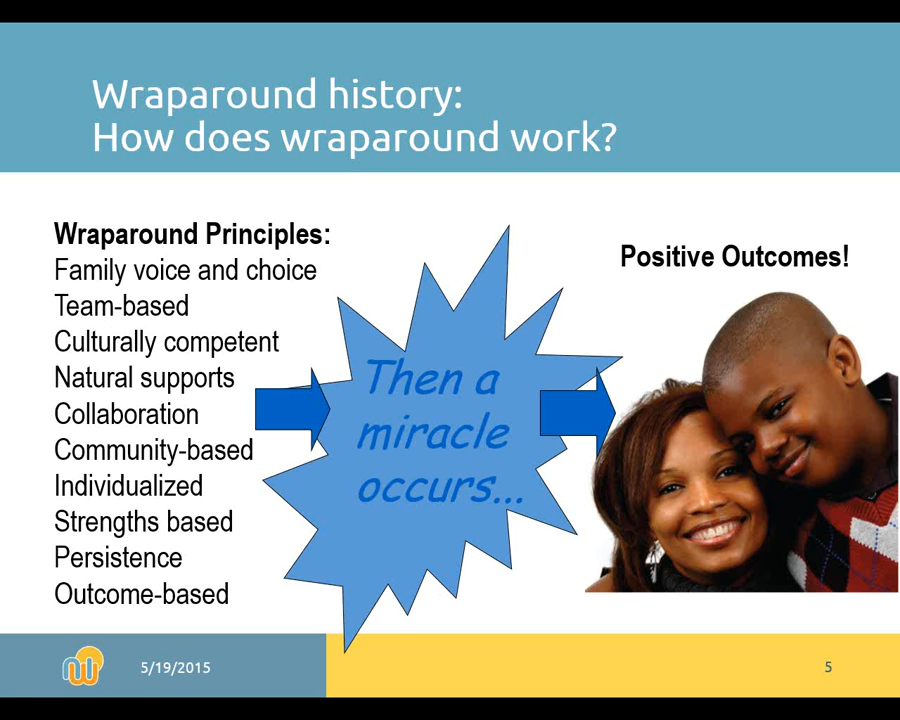 Wraparound history:
How does wraparound work?
Wraparound Principles:
Family voice and choice
Team-based
Culturally competent
Natural supports
Collaboration
Community-based
Individualized
Strengths based
Persistence
Outcome-based
Then a
miracle
occurs...
Positive Outcomes!
5/19/2015
5